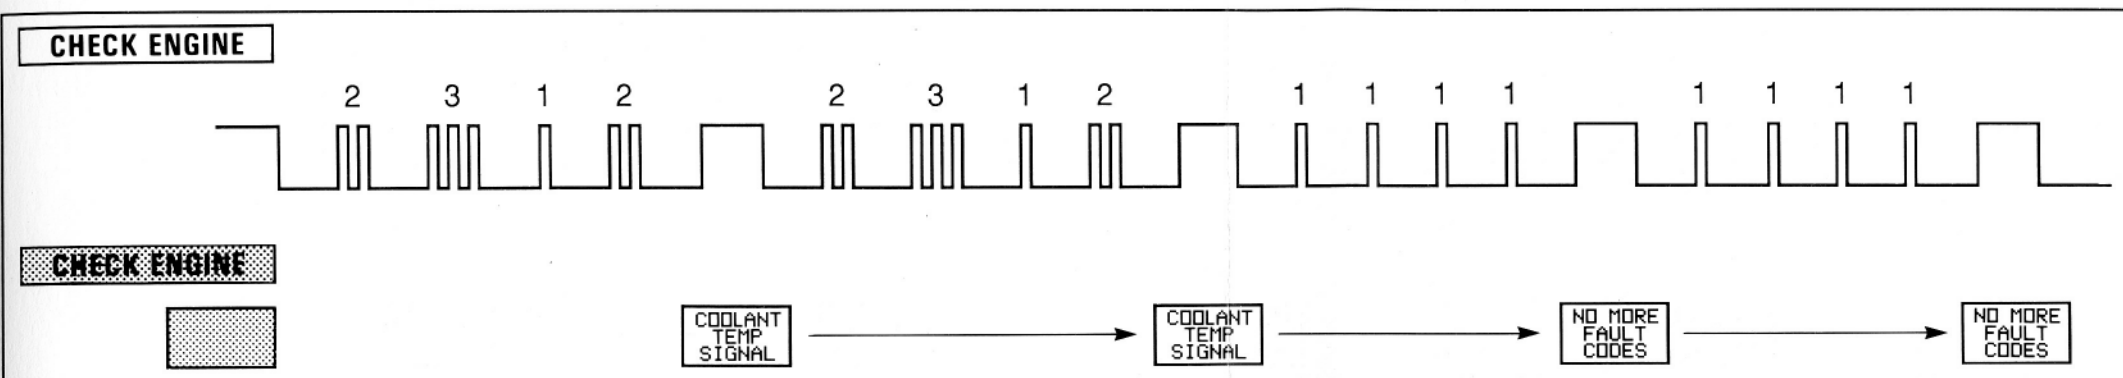 CHECK ENGINE
2 3 1 2 2 3 1 2 1 1 1 1 1 1 1 1
CHECK ENGINE
COOLANT
TEMP
SIGNAL
COOLANT
TEMP
SIGNAL
NO MORE
FAULT
CODES
NO MORE
FAULT
CODES